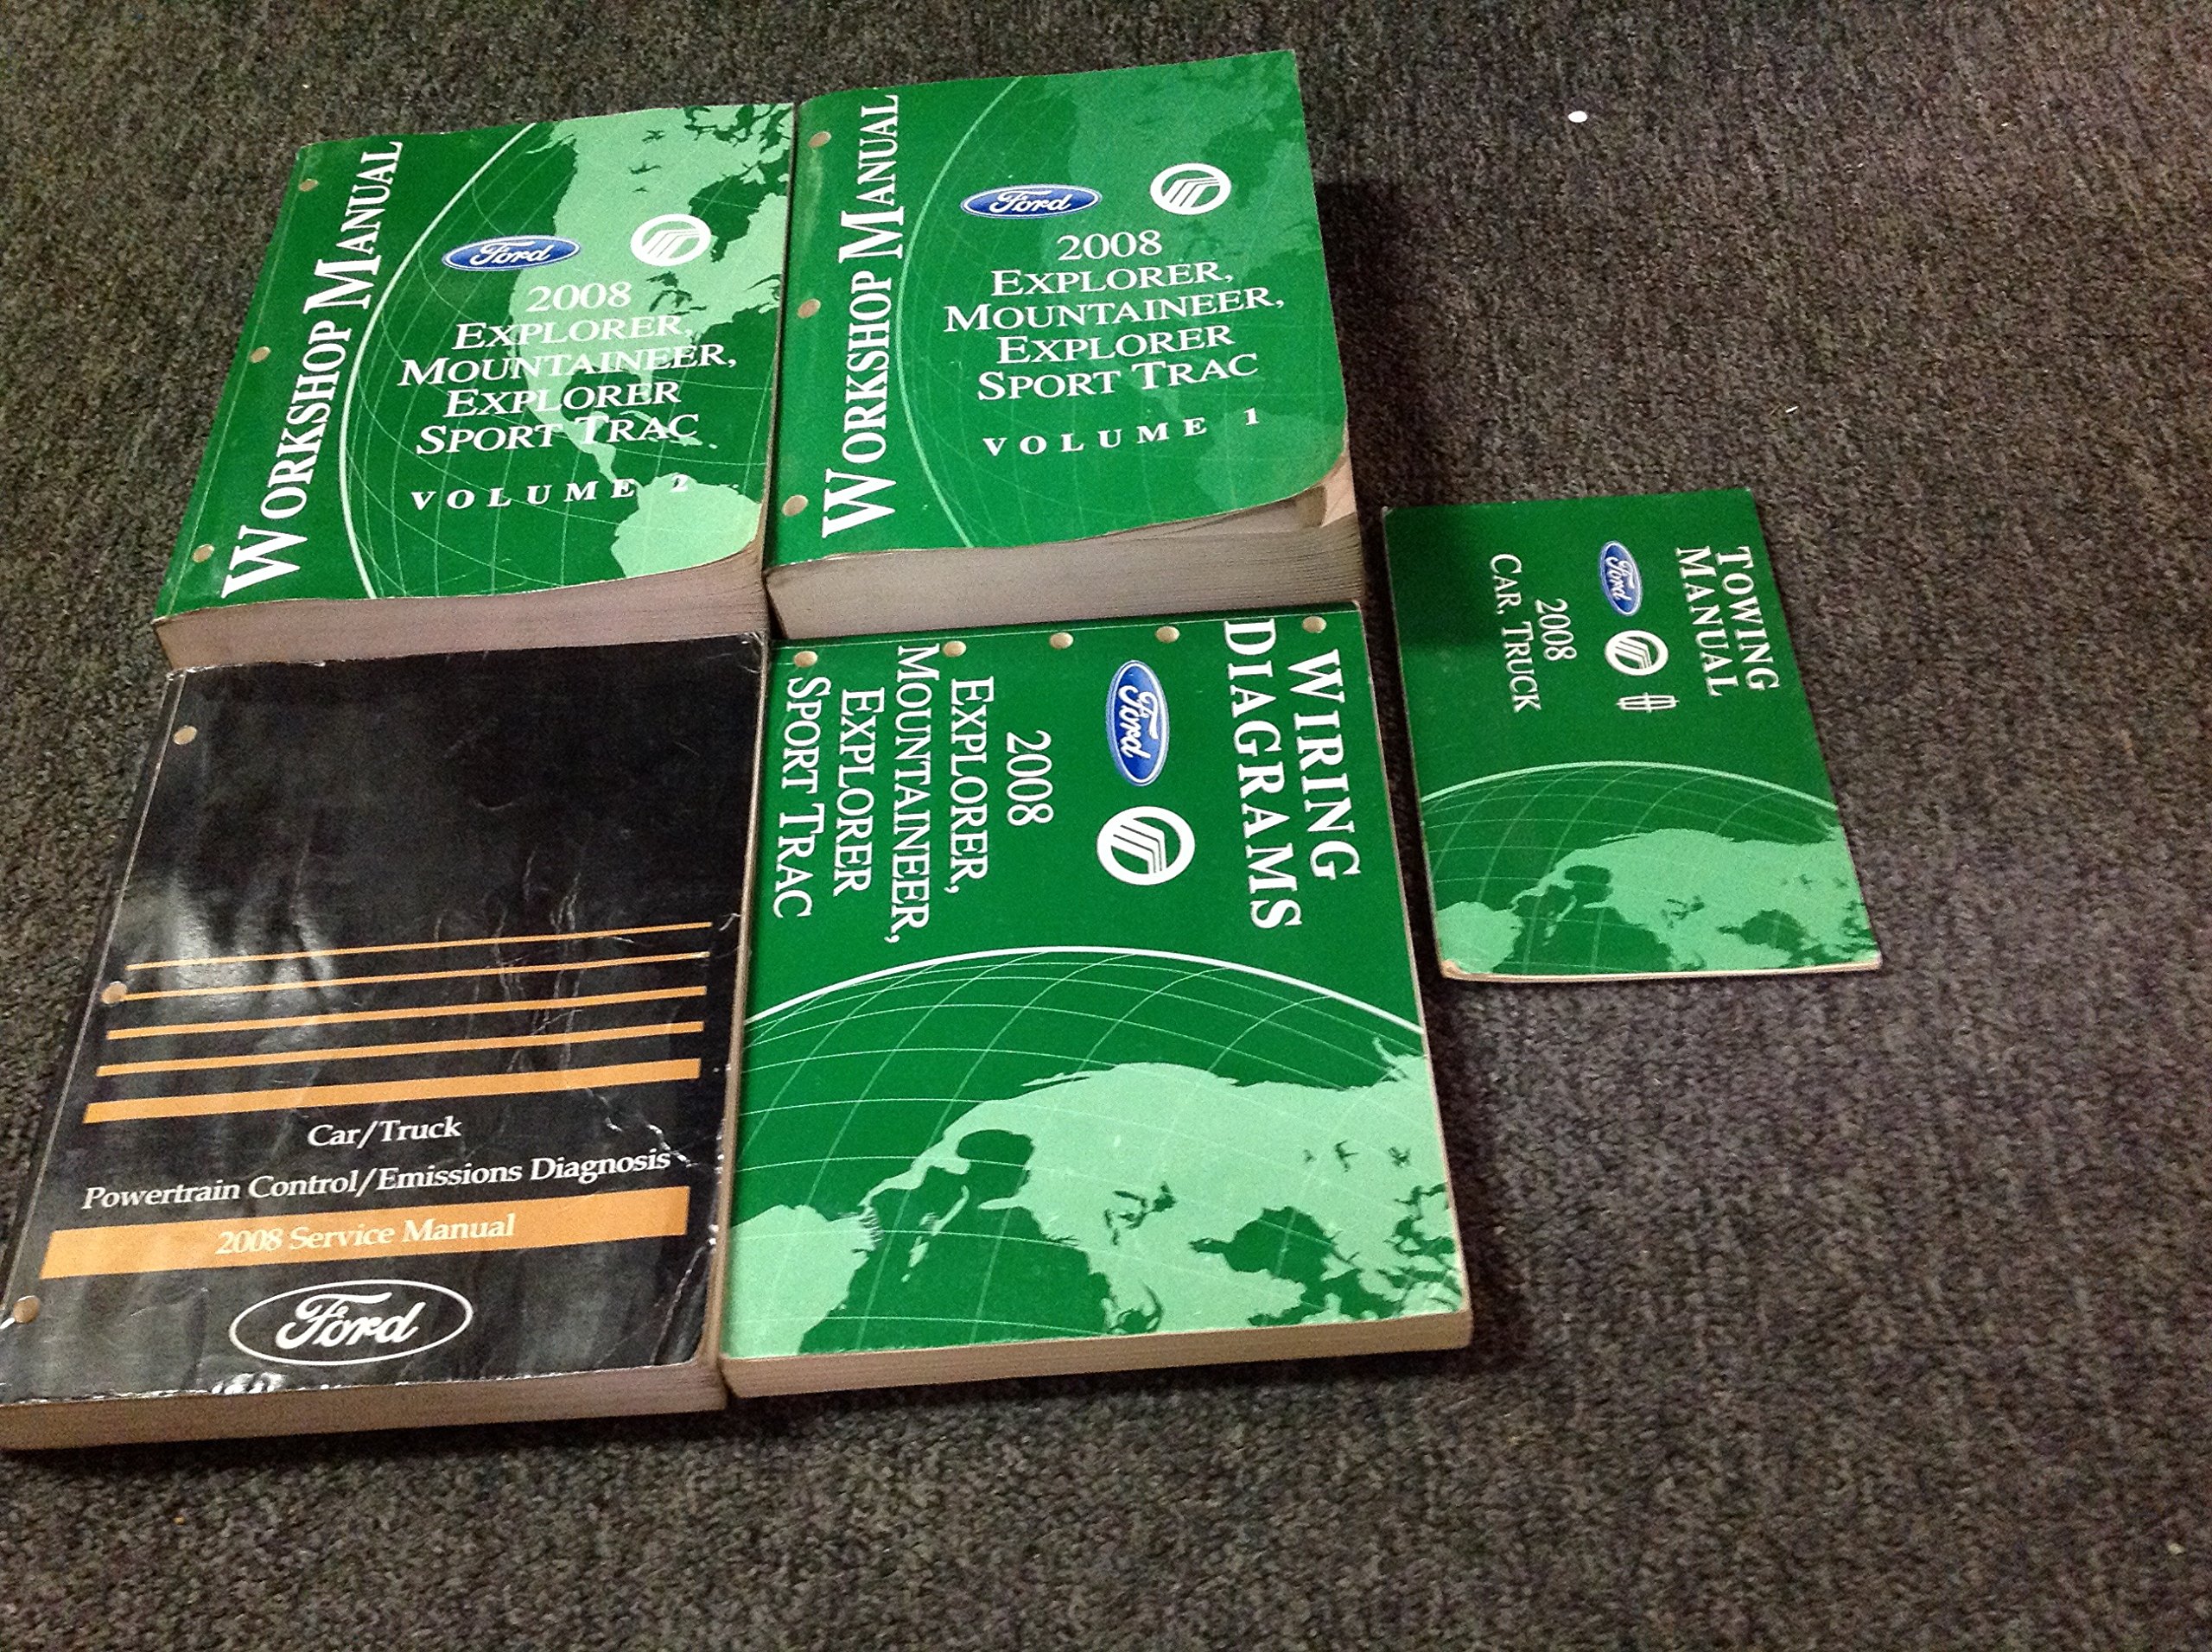 WORKSHOP MANUAL
Ford
2008
EXPLORER,
MOUNTAINEER,
EXPLORER
SPORT TRAC
VOLUME 2
WORKSHOP MANUAL
Ford
2008
EXPLORER,
MOUNTAINEER,
EXPLORER
SPORT TRAC
VOLUME 1
TOWING
MANUAL
Ford
2008
CAR, TRUCK
Car/Truck
Powertrain Control/Emissions Diagnosis
2008 Service Manual
Ford
WIRING
DIAGRAMS
Ford
2008
EXPLORER,
MOUNTAINEER,
EXPLORER
SPORT TRAC